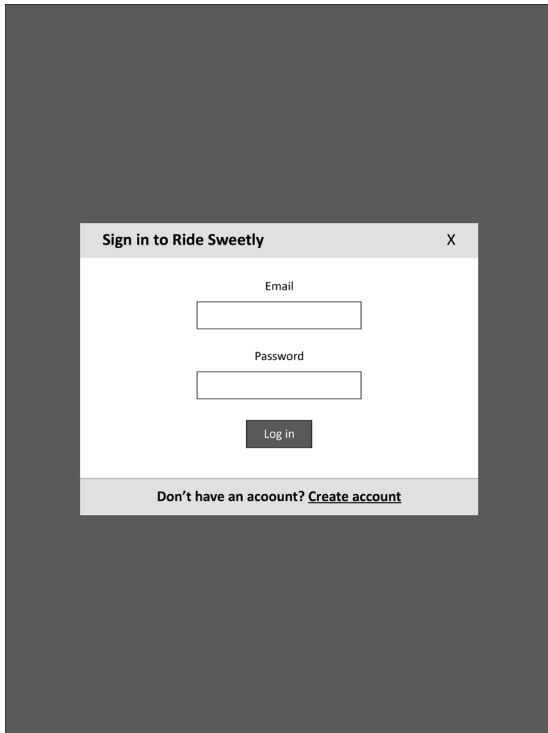 Sign in to Ride Sweetly X
Email
Password
Log in
Don’t have an acoount? Create account